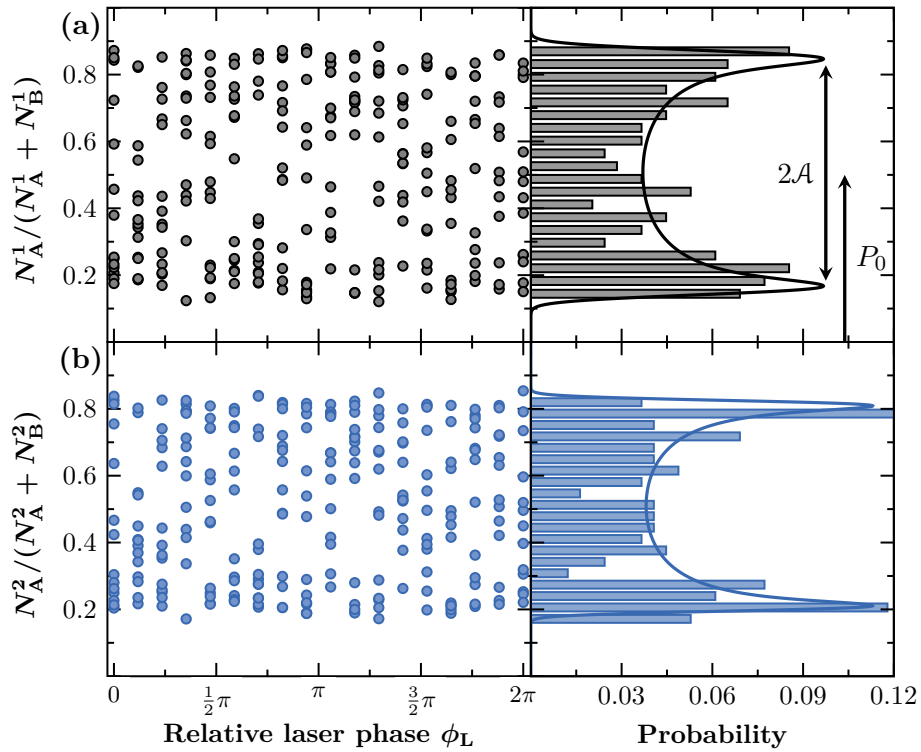 (a)
N_A^1/(N_A^1 + N_B^1)
0.8
0.6
0.4
0.2
2𝒜
P_0
(b)
N_A^2/(N_A^2 + N_B^2)
0.8
0.6
0.4
0.2
0 1/2π π 3/2π 2π
0.03 0.06 0.09 0.12
Relative laser phase ϕ_L
Probability